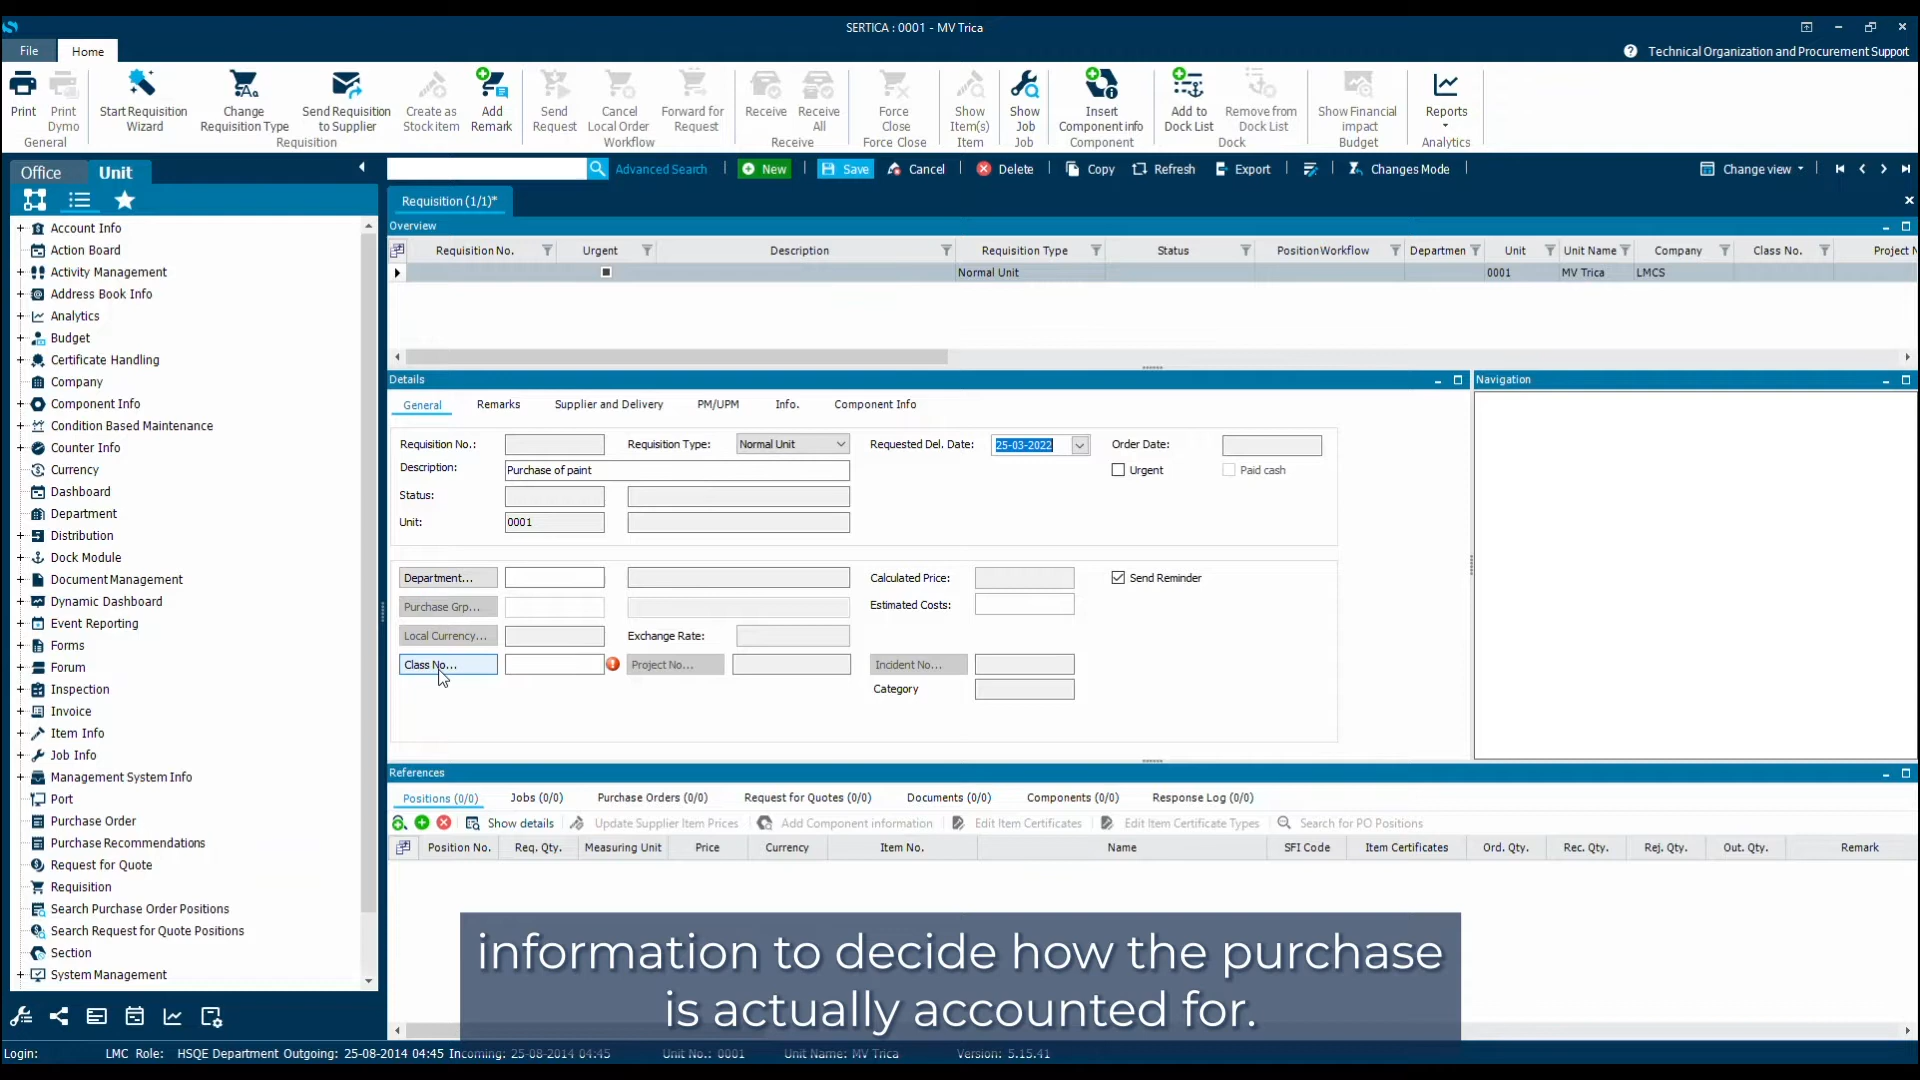 SERTICA : 0001 - MV Trica
File
Home
Technical Organization and Procurement Support
Print
Print Dymo
Start Requisition Wizard
Change Requisition Type
Send Requisition to Supplier
Create as Stock item
Add Remark
Send Request
Cancel Local Order
Forward for Request
Receive
Receive All
Force Close
Show Item(s)
Show Job
Insert Component info
Add to Dock List
Remove from Dock List
Show Financial impact
Reports
General
Requisition
Workflow
Receive
Force Close
Item
Job
Component
Dock
Budget
Analytics
Office
Unit
Advanced Search
New
Save
Cancel
Delete
Copy
Refresh
Export
Changes Mode
Change view
Account Info
Action Board
Activity Management
Address Book Info
Analytics
Budget
Certificate Handling
Company
Component Info
Condition Based Maintenance
Counter Info
Currency
Dashboard
Department
Distribution
Dock Module
Document Management
Dynamic Dashboard
Event Reporting
Forms
Forum
Inspection
Invoice
Item Info
Job Info
Management System Info
Port
Purchase Order
Purchase Recommendations
Request for Quote
Requisition
Search Purchase Order Positions
Search Request for Quote Positions
Section
System Management
Requisition (1/1)*
Overview
Requisition No. Urgent Description Requisition Type Status PositionWorkflow Departmen Unit Unit Name Company Class No. Project N
Normal Unit 0001 MV Trica LMCS
Details
Navigation
General Remarks Supplier and Delivery PM/UPM Info. Component Info
Requisition No.: Requisition Type: Normal Unit Requested Del. Date: 25-03-2022 Order Date:
Description: Purchase of paint Urgent Paid cash
Status:
Unit: 0001
Department... Calculated Price: Send Reminder
Purchase Grp... Estimated Costs:
Local Currency... Exchange Rate:
Class No... Project No... Incident No...
Category
References
Positions (0/0) Jobs (0/0) Purchase Orders (0/0) Request for Quotes (0/0) Documents (0/0) Components (0/0) Response Log (0/0)
Show details Update Supplier Item Prices Add Component information Edit Item Certificates Edit Item Certificate Types Search for PO Positions
Position No. Req. Qty. Measuring Unit Price Currency Item No. Name SFI Code Item Certificates Ord. Qty. Rec. Qty. Rej. Qty. Out. Qty. Remark
information to decide how the purchase
is actually accounted for.
Login: LMC Role: HSQE Department Outgoing: 25-08-2014 04:45 Incoming: 25-08-2014 04:45 Unit No.: 0001 Unit Name: MV Trica Version: 5.15.41